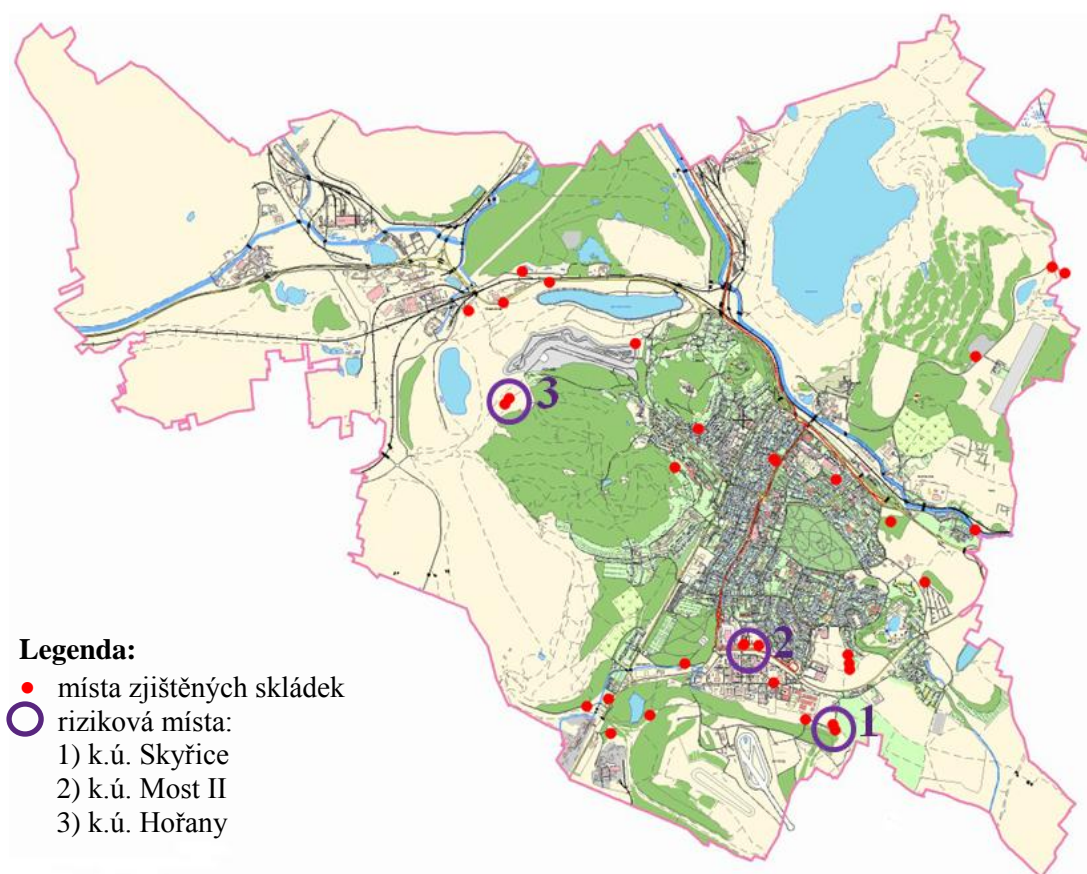 3
2
1
Legenda:
místa zjištěných skládek
riziková místa:
1) k.ú. Skyřice
2) k.ú. Most II
3) k.ú. Hořany